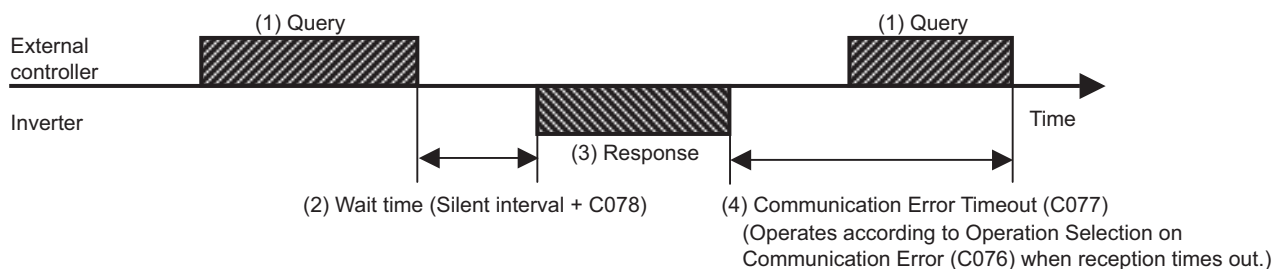 (1) Query
(1) Query
External
controller
Inverter
Time
(3) Response
(2) Wait time (Silent interval + C078)
(4) Communication Error Timeout (C077)
(Operates according to Operation Selection on
Communication Error (C076) when reception times out.)